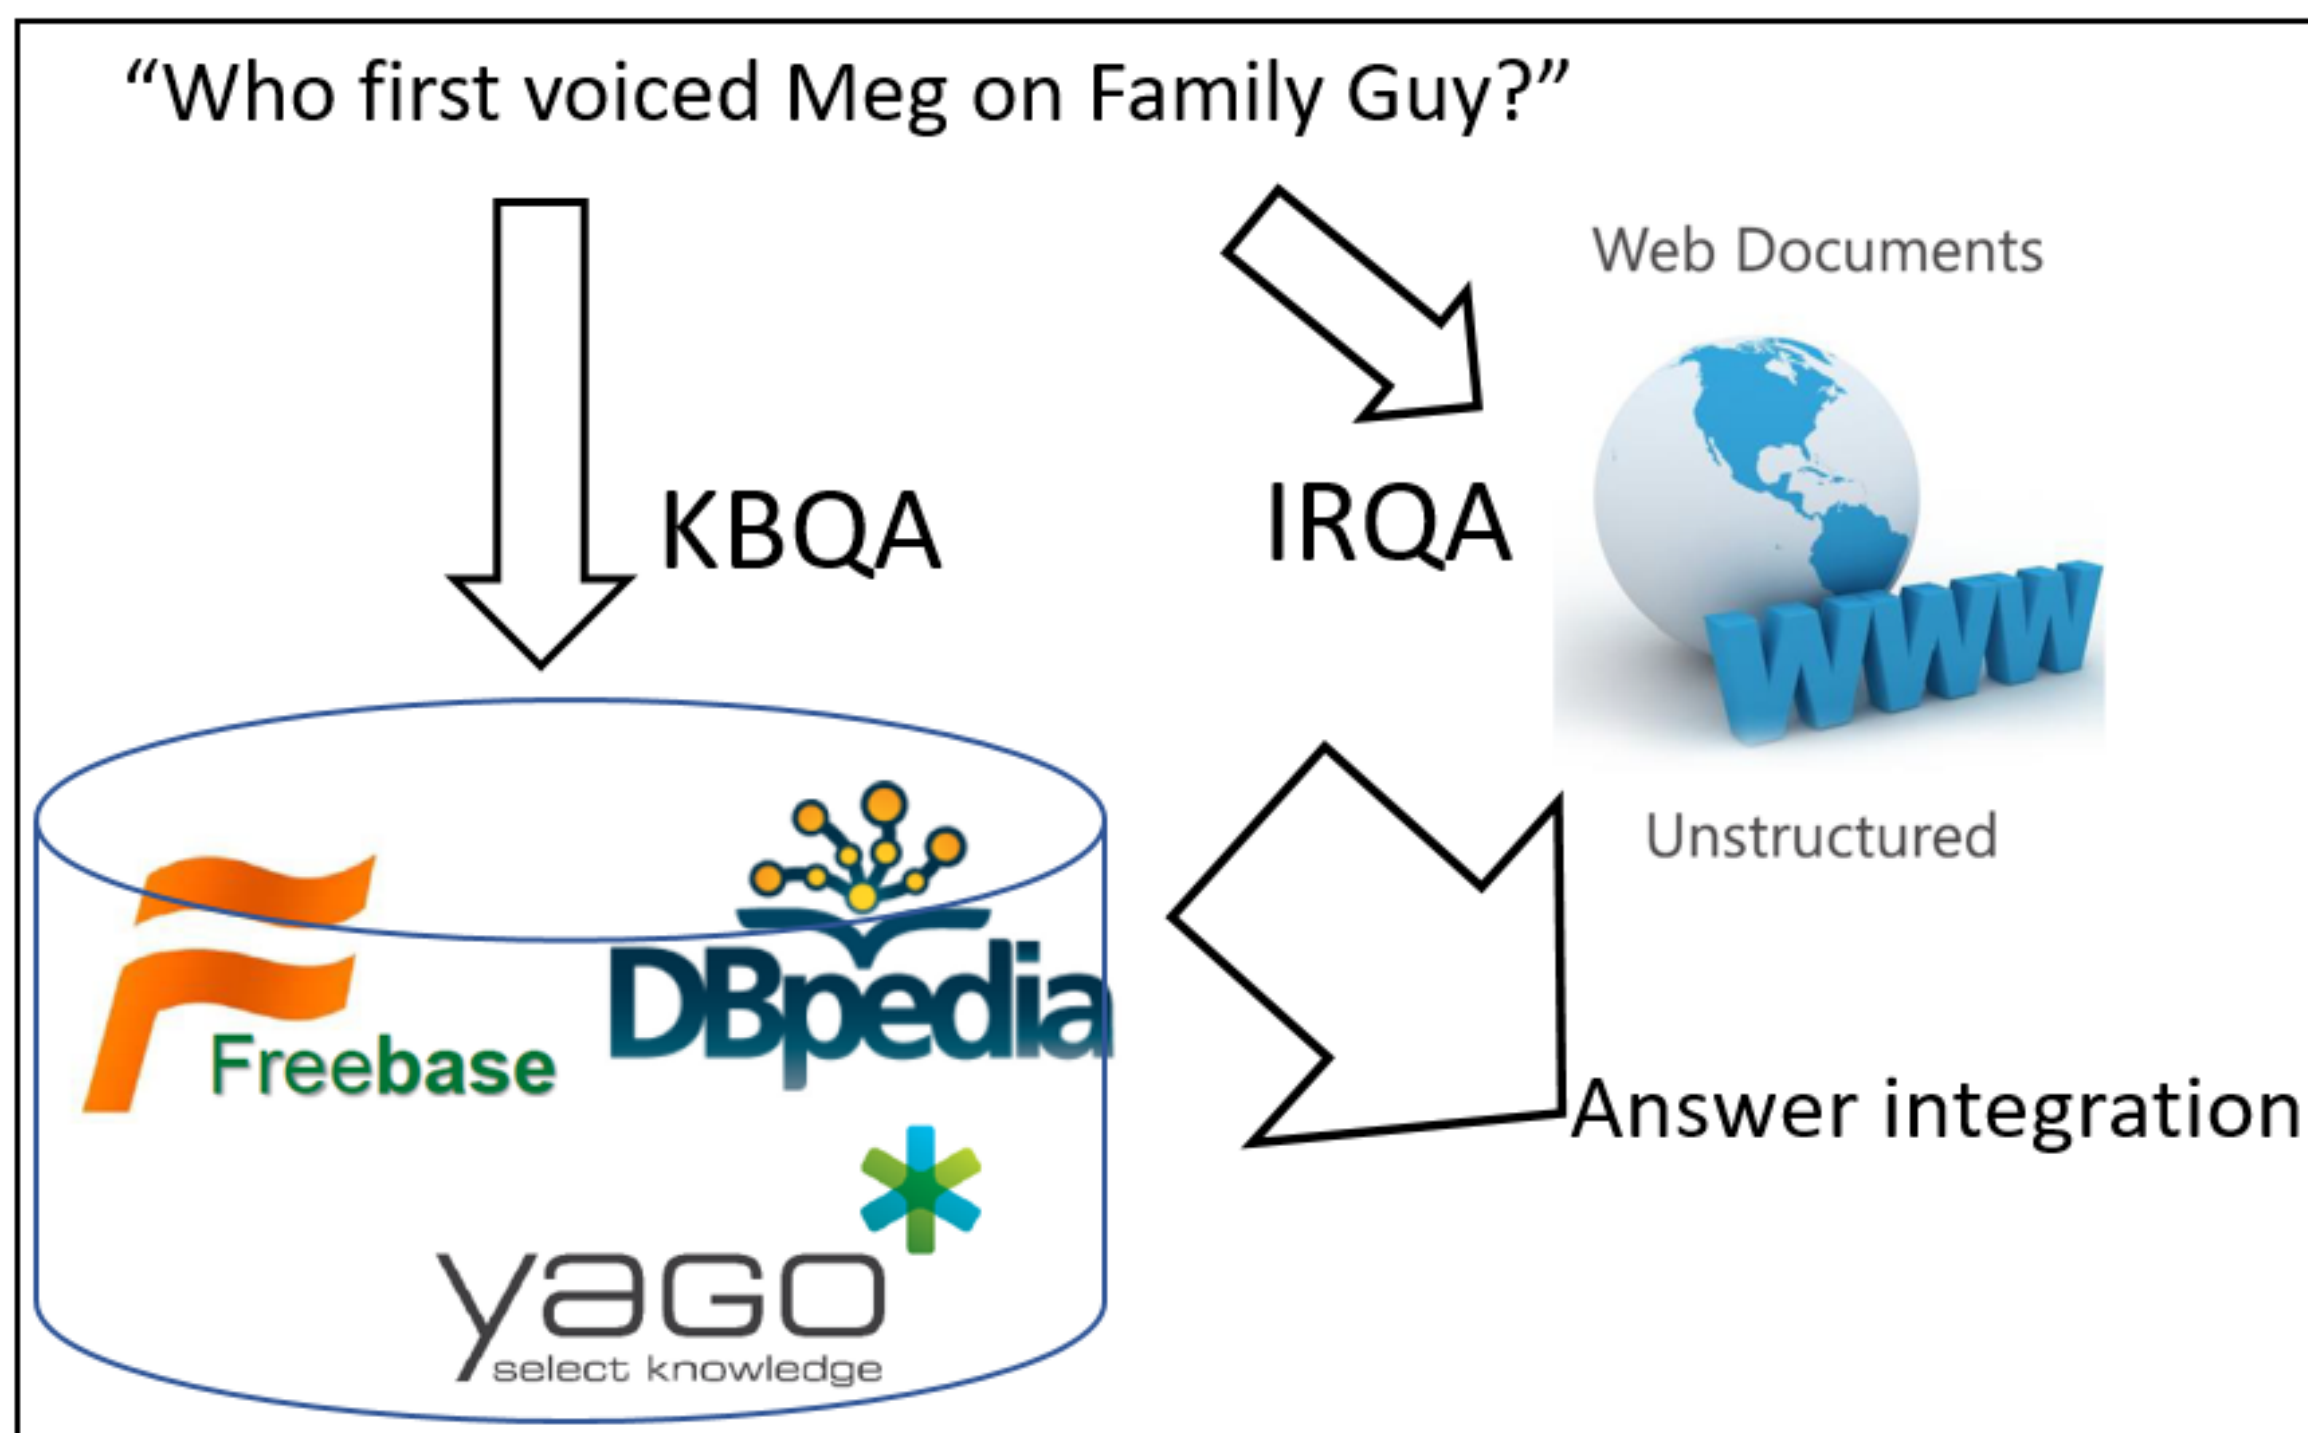 “Who first voiced Meg on Family Guy?”
Web Documents
KBQA
IRQA
WWW
Unstructured
DBpedia
Freebase
Answer integration
yaGO
select knowledge